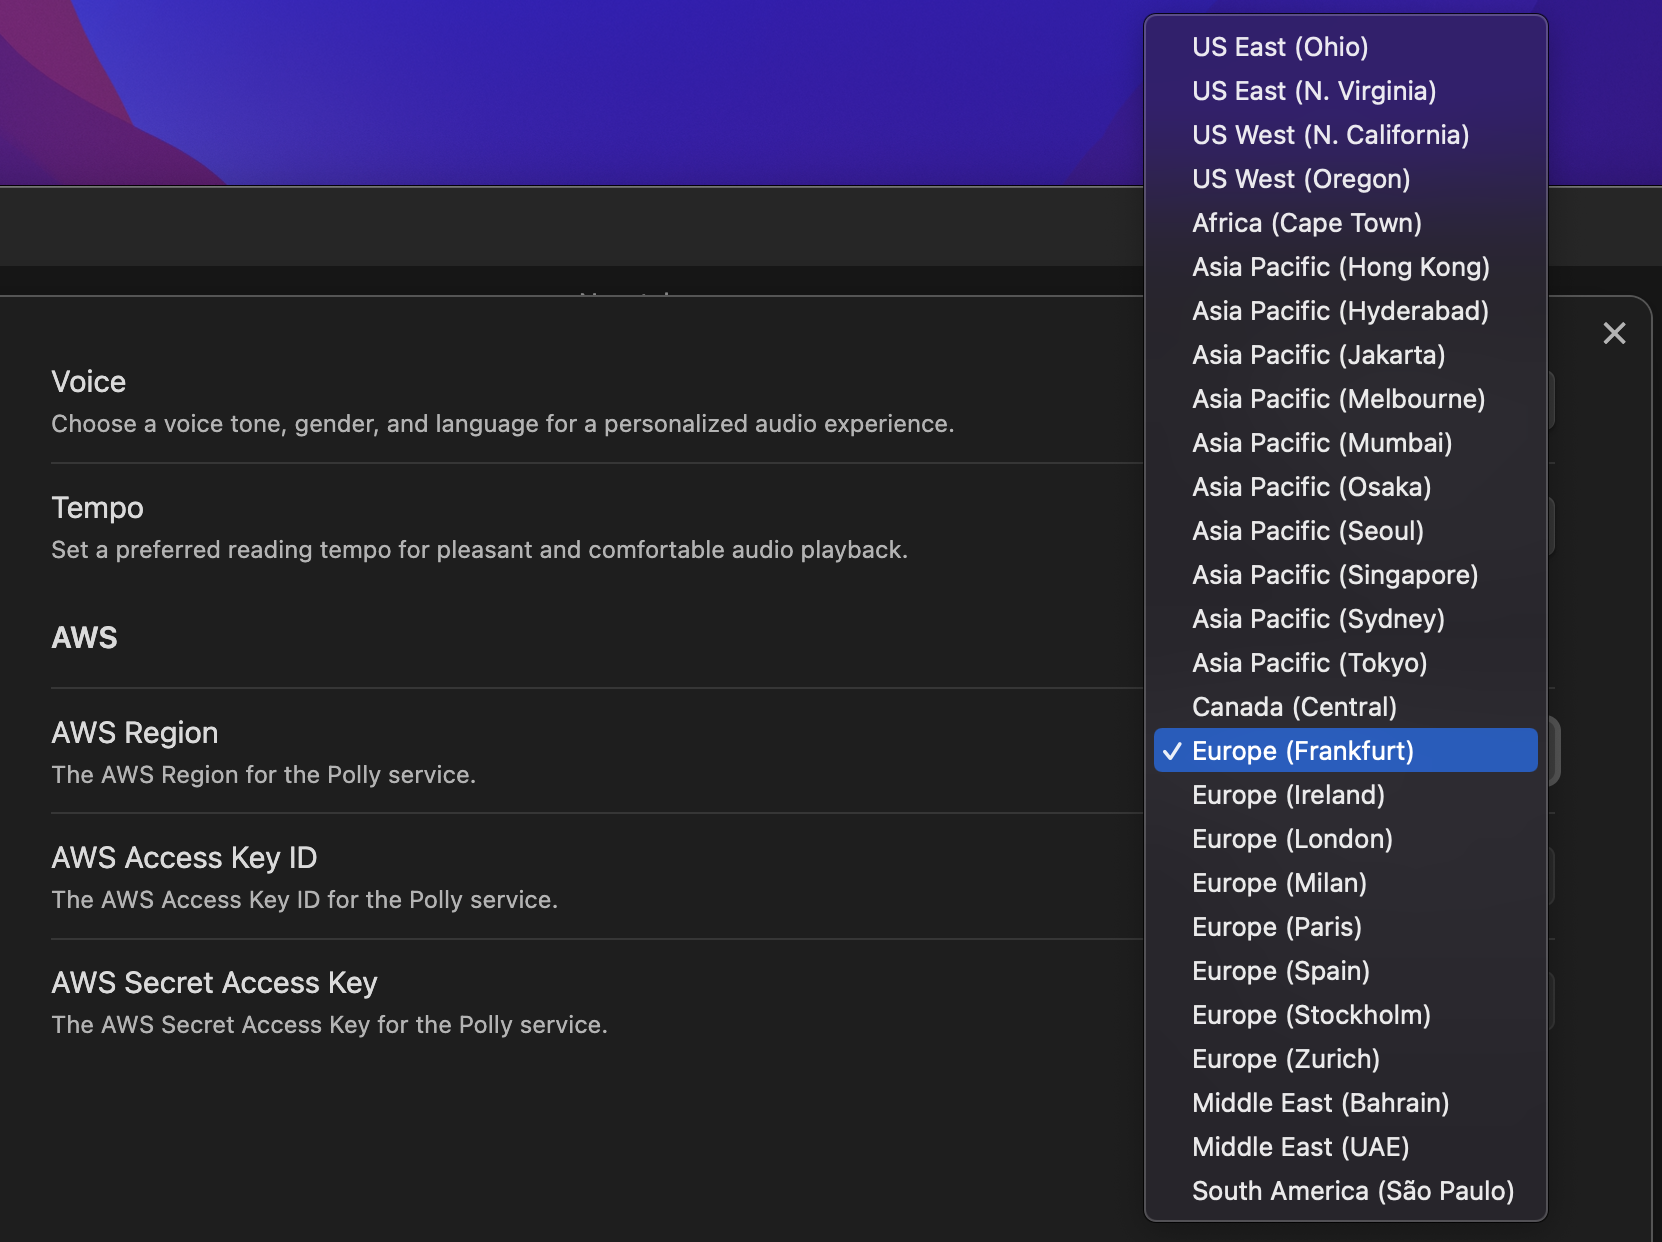 Voice
Choose a voice tone, gender, and language for a personalized audio experience.
Tempo
Set a preferred reading tempo for pleasant and comfortable audio playback.
AWS
AWS Region
The AWS Region for the Polly service.
AWS Access Key ID
The AWS Access Key ID for the Polly service.
AWS Secret Access Key
The AWS Secret Access Key for the Polly service.
US East (Ohio)
US East (N. Virginia)
US West (N. California)
US West (Oregon)
Africa (Cape Town)
Asia Pacific (Hong Kong)
Asia Pacific (Hyderabad)
Asia Pacific (Jakarta)
Asia Pacific (Melbourne)
Asia Pacific (Mumbai)
Asia Pacific (Osaka)
Asia Pacific (Seoul)
Asia Pacific (Singapore)
Asia Pacific (Sydney)
Asia Pacific (Tokyo)
Canada (Central)
✓ Europe (Frankfurt)
Europe (Ireland)
Europe (London)
Europe (Milan)
Europe (Paris)
Europe (Spain)
Europe (Stockholm)
Europe (Zurich)
Middle East (Bahrain)
Middle East (UAE)
South America (São Paulo)